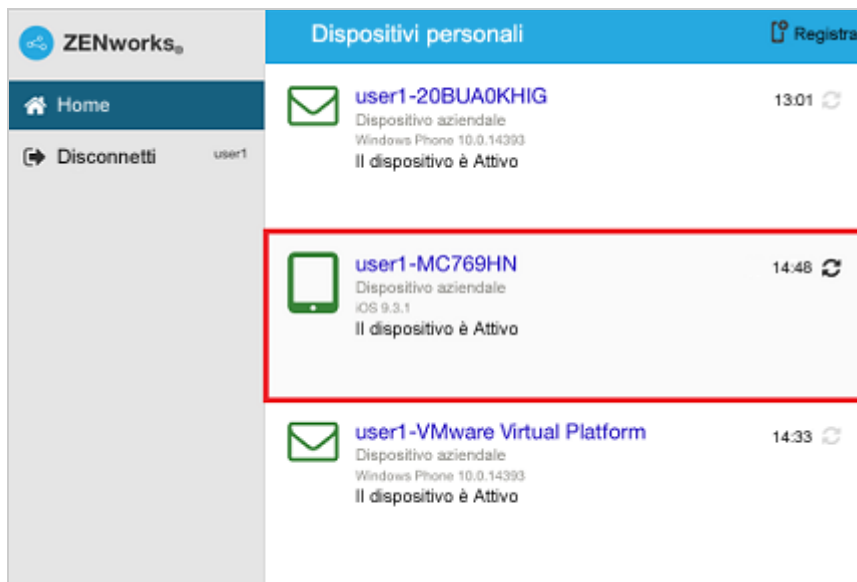 ZENworks®
Dispositivi personali
Registra
Home
Disconnetti user1
user1-20BUA0KHIG 13:01
Dispositivo aziendale
Windows Phone 10.0.14393
Il dispositivo è Attivo
user1-MC769HN 14:48
Dispositivo aziendale
iOS 9.3.1
Il dispositivo è Attivo
user1-VMware Virtual Platform 14:33
Dispositivo aziendale
Windows Phone 10.0.14393
Il dispositivo è Attivo